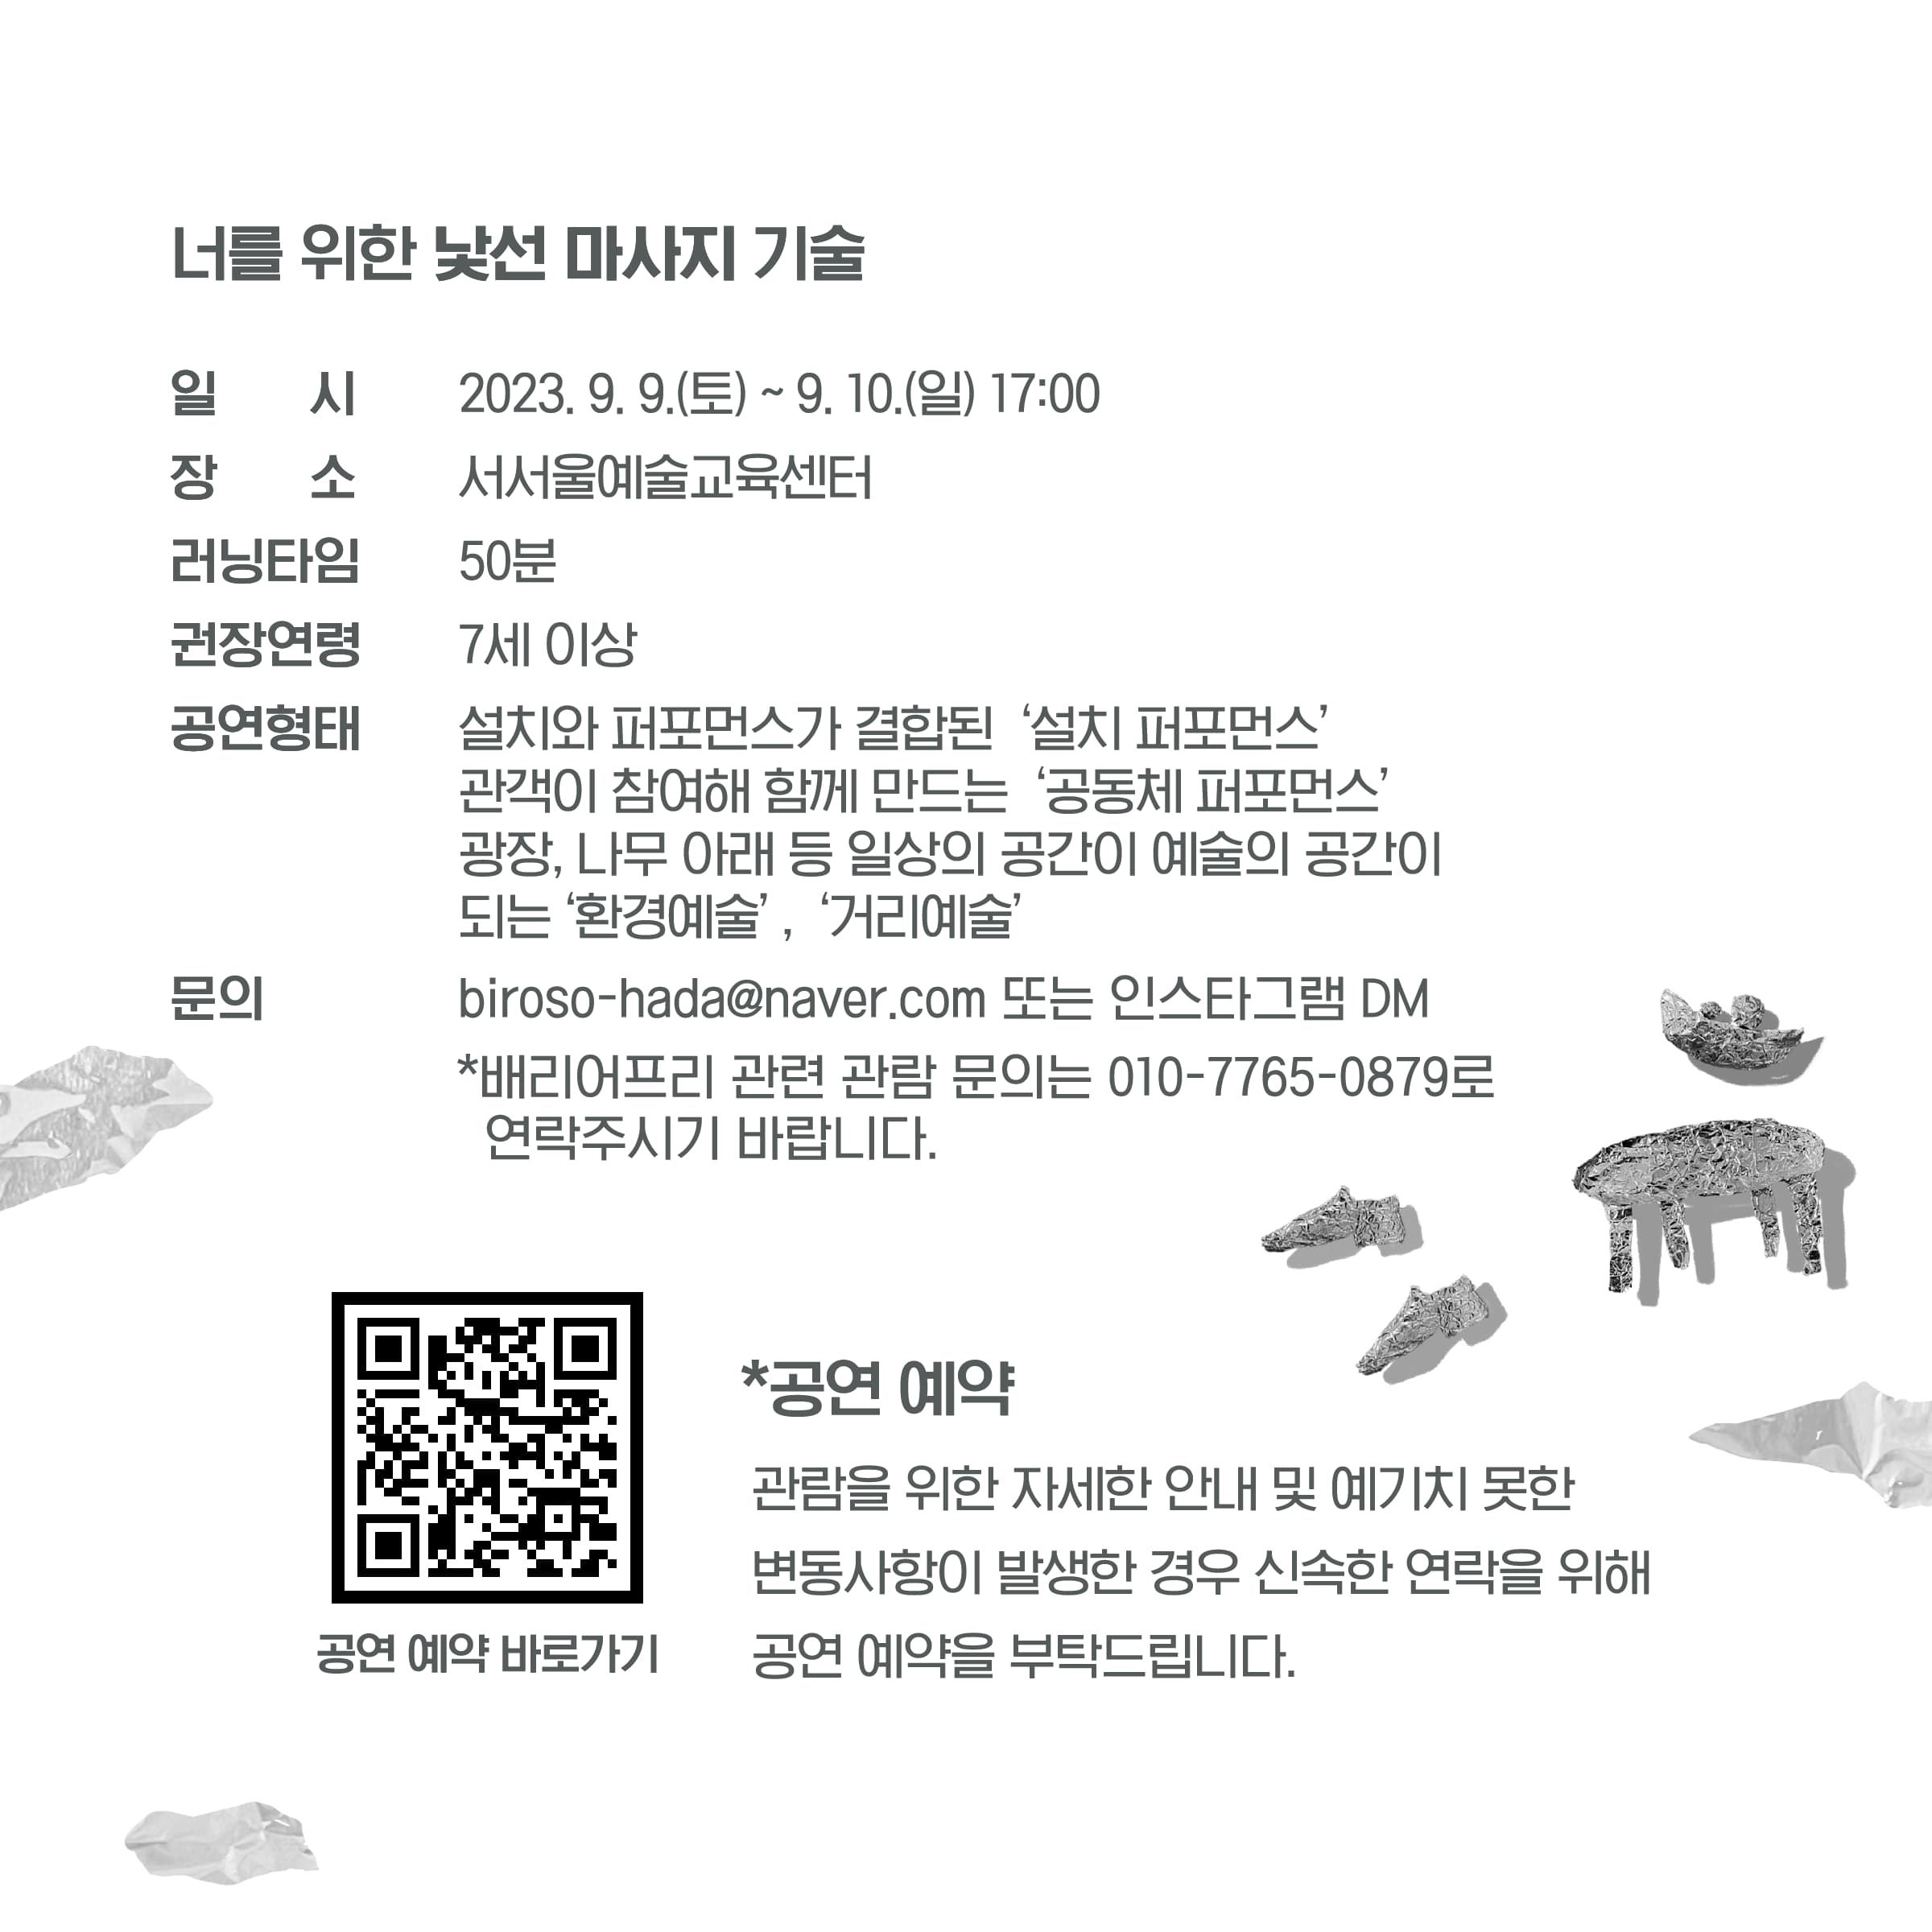 너를 위한 낯선 마사지 기술
일 시 2023. 9. 9.(토) ~ 9. 10.(일) 17:00
장 소 서서울예술교육센터
러닝타임 50분
권장연령 7세 이상
공연형태 설치와 퍼포먼스가 결합된 ‘설치 퍼포먼스’
관객이 참여해 함께 만드는 ‘공동체 퍼포먼스’
광장, 나무 아래 등 일상의 공간이 예술의 공간이
되는 ‘환경예술’ , ‘거리예술’
문의 biroso-hada@naver.com 또는 인스타그램 DM
*배리어프리 관련 관람 문의는 010-7765-0879로
연락주시기 바랍니다.
*공연 예약
관람을 위한 자세한 안내 및 예기치 못한
변동사항이 발생한 경우 신속한 연락을 위해
공연 예약을 부탁드립니다.
공연 예약 바로가기